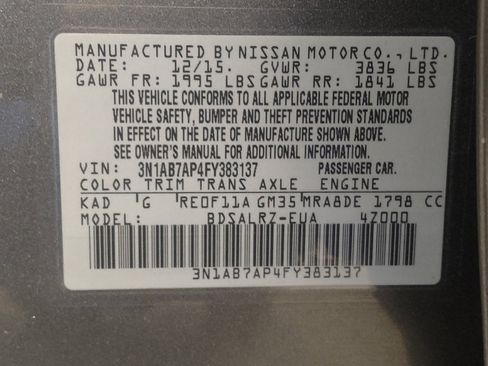 MANUFACTURED BY NISSAN MOTOR CO., LTD.
DATE: 12/15. GVWR: 3836 LBS
GAWR FR: 1995 LBS GAWR RR: 1841 LBS
THIS VEHICLE CONFORMS TO ALL APPLICABLE FEDERAL MOTOR
VEHICLE SAFETY, BUMPER AND THEFT PREVENTION STANDARDS
IN EFFECT ON THE DATE OF MANUFACTURE SHOWN ABOVE.
SEE OWNER'S MANUAL FOR ADDITIONAL INFORMATION.
VIN: 3N1AB7AP4FY383137 PASSENGER CAR.
COLOR TRIM TRANS AXLE ENGINE
KAD G RE0F11A GM35 MRA8DE 1798 CC
MODEL: BDSALRZ-EUA 4Z000
3N1AB7AP4FY383137